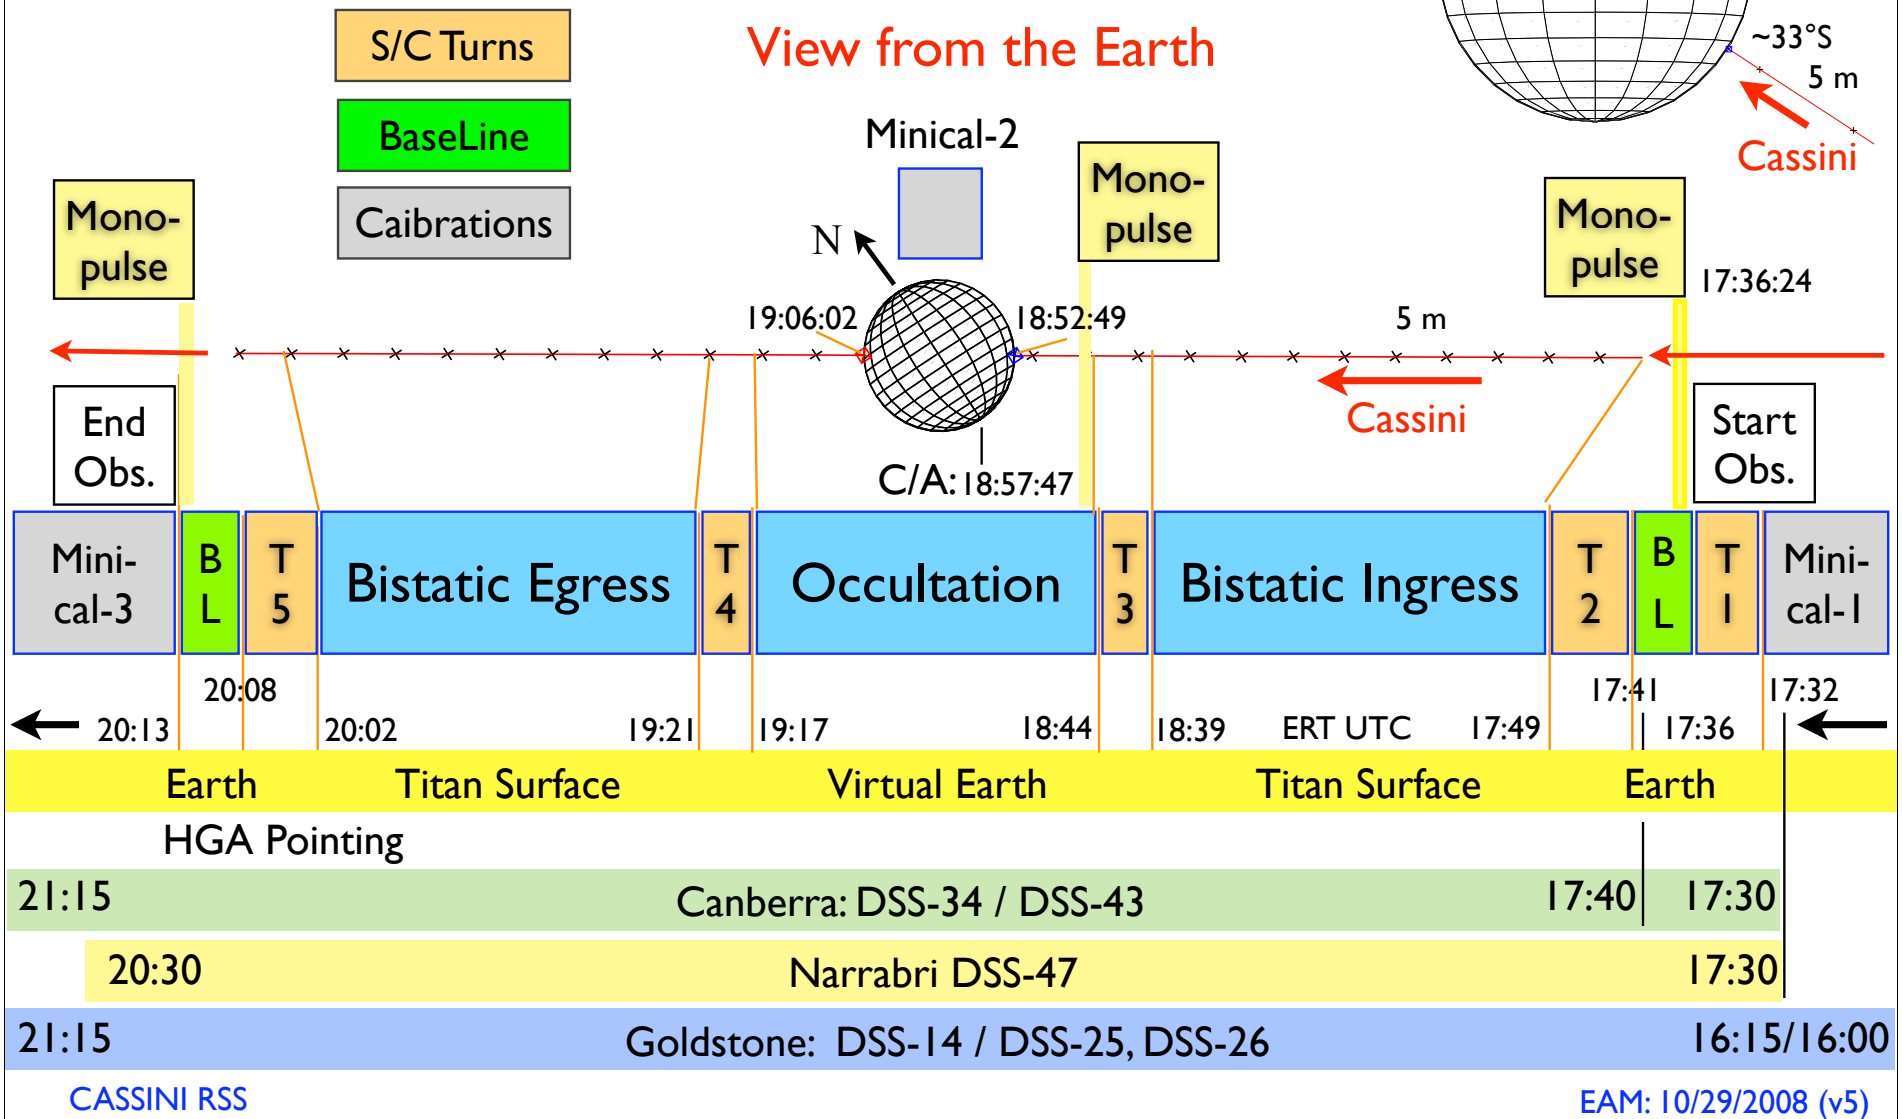 S/C Turns
View from the Earth
~33°S
5 m
BaseLine
Minical-2
Cassini
Mono-
pulse
Mono-
pulse
Mono-
pulse
Caibrations
N
17:36:24
19:06:02
18:52:49
5 m
Cassini
End
Obs.
Start
Obs.
C/A: 18:57:47
Mini-
cal-3
B
L
T
5
Bistatic Egress
T
4
Occultation
T
3
Bistatic Ingress
T
2
B
L
T
1
Mini-
cal-1
20:08
17:41
17:32
20:13
20:02
19:21
19:17
18:44
18:39
ERT UTC
17:49
17:36
Earth
Titan Surface
Virtual Earth
Titan Surface
Earth
HGA Pointing
21:15
Canberra: DSS-34 / DSS-43
17:40
17:30
20:30
Narrabri DSS-47
17:30
21:15
Goldstone: DSS-14 / DSS-25, DSS-26
16:15/16:00
CASSINI RSS
EAM: 10/29/2008 (v5)